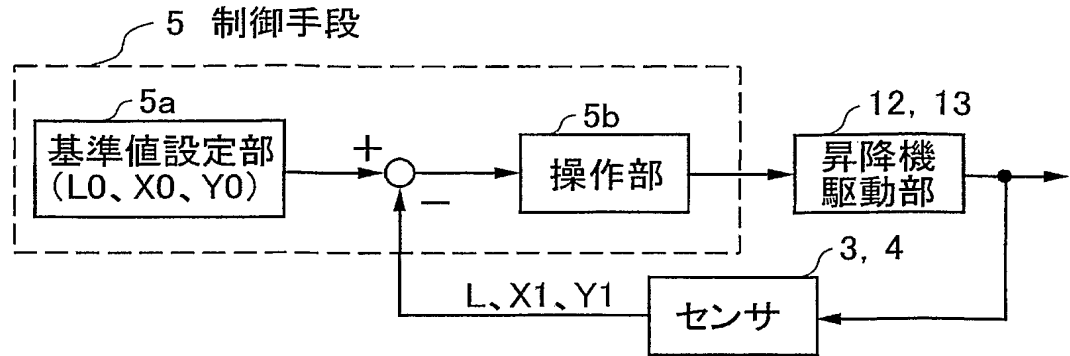 5 制御手段
5a
基準値設定部
(L0、X0、Y0)
+
−
5b
操作部
12, 13
昇降機
駆動部
3, 4
センサ
L、X1、Y1